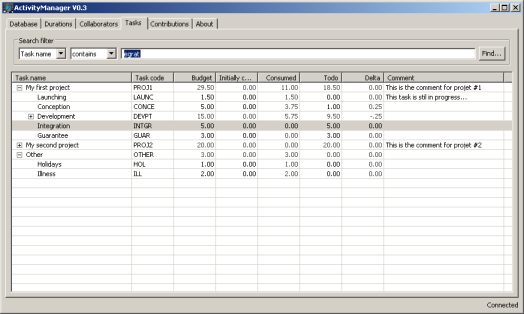 ActivityManager V0.3
Database Durations Collaborators Tasks Contributions About
Search filter
Task name contains egrat Find...
Task name Task code Budget Initially c... Consumed Todo Delta Comment
My first project PROJ1 29.50 0.00 11.00 18.50 0.00 This is the comment for projet #1
Launching LAUNC 1.50 0.00 1.50 0.00 0.00 This task is still in progress...
Conception CONCE 5.00 0.00 3.75 1.00 0.25
Development DEVPT 15.00 0.00 5.75 9.50 -.25
Integration INTGR 5.00 0.00 0.00 5.00 0.00
Guarantee GUAR 3.00 0.00 0.00 3.00 0.00
My second project PROJ2 20.00 0.00 0.00 20.00 0.00 This is the comment for projet #2
Other OTHER 3.00 0.00 3.00 0.00 0.00
Holidays HOL 1.00 0.00 1.00 0.00 0.00
Illness ILL 2.00 0.00 2.00 0.00 0.00
Connected